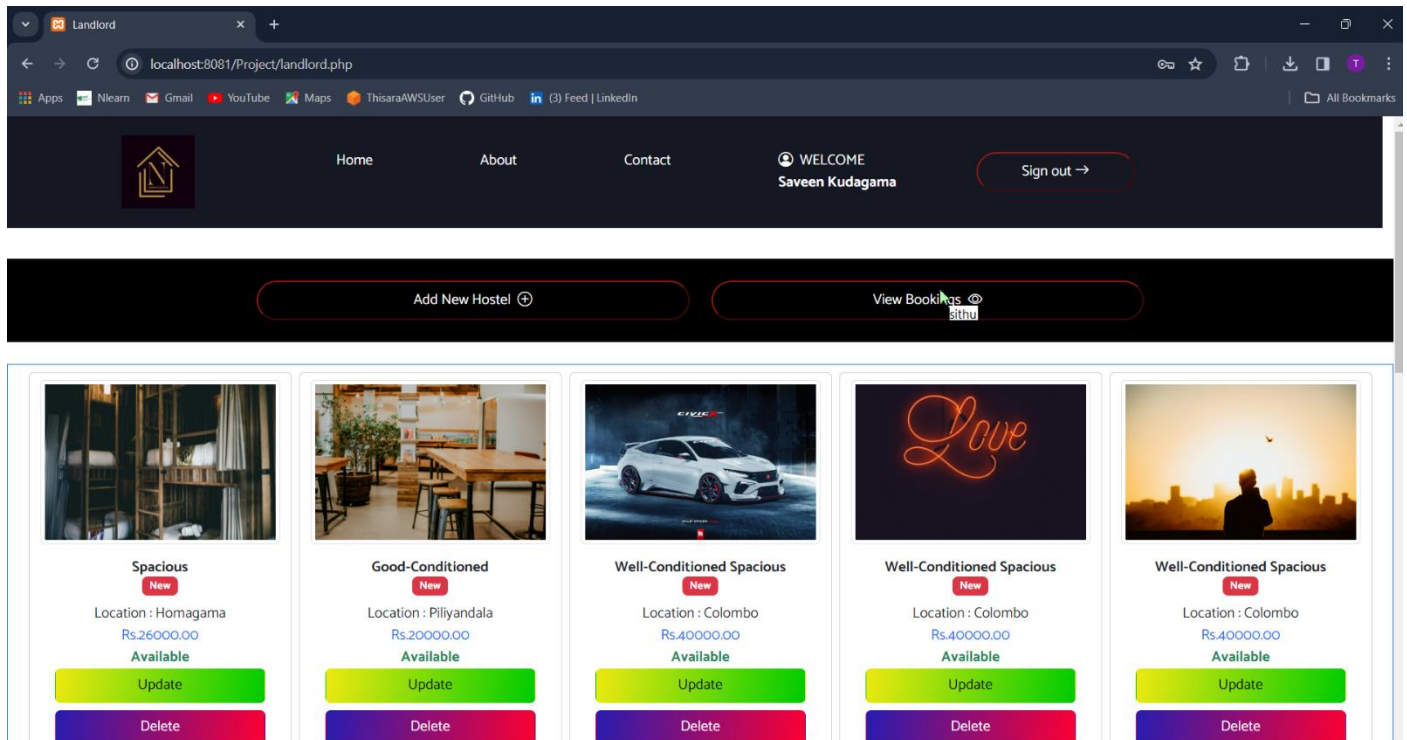 Landlord
localhost:8081/Project/landlord.php
Apps Nlearn Gmail YouTube Maps ThisaraAWSUser GitHub (3) Feed | LinkedIn All Bookmarks
T
N
Home About Contact WELCOME
Saveen Kudagama
Sign out →
Add New Hostel View Bookings
sithu
CIVIC X
Love
Spacious Good-Conditioned Well-Conditioned Spacious Well-Conditioned Spacious Well-Conditioned Spacious
New New New New New
Location : Homagama Location : Piliyandala Location : Colombo Location : Colombo Location : Colombo
Rs.26000.00 Rs.20000.00 Rs.40000.00 Rs.40000.00 Rs.40000.00
Available Available Available Available Available
Update Update Update Update Update
Delete Delete Delete Delete Delete